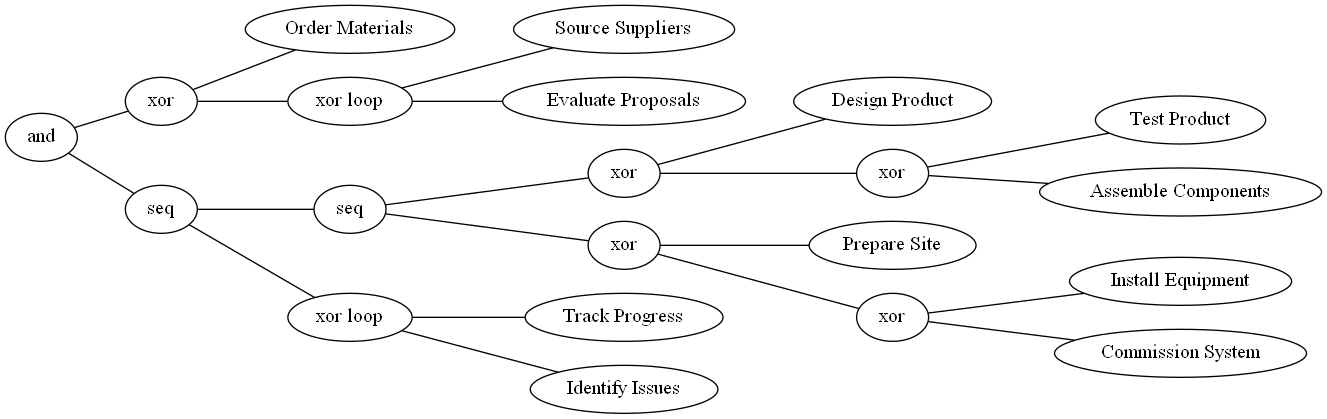 Order Materials
Source Suppliers
xor
xor loop
Evaluate Proposals
Design Product
Test Product
and
xor
xor
Assemble Components
seq
seq
xor
Prepare Site
Install Equipment
xor loop
Track Progress
xor
Commission System
Identify Issues